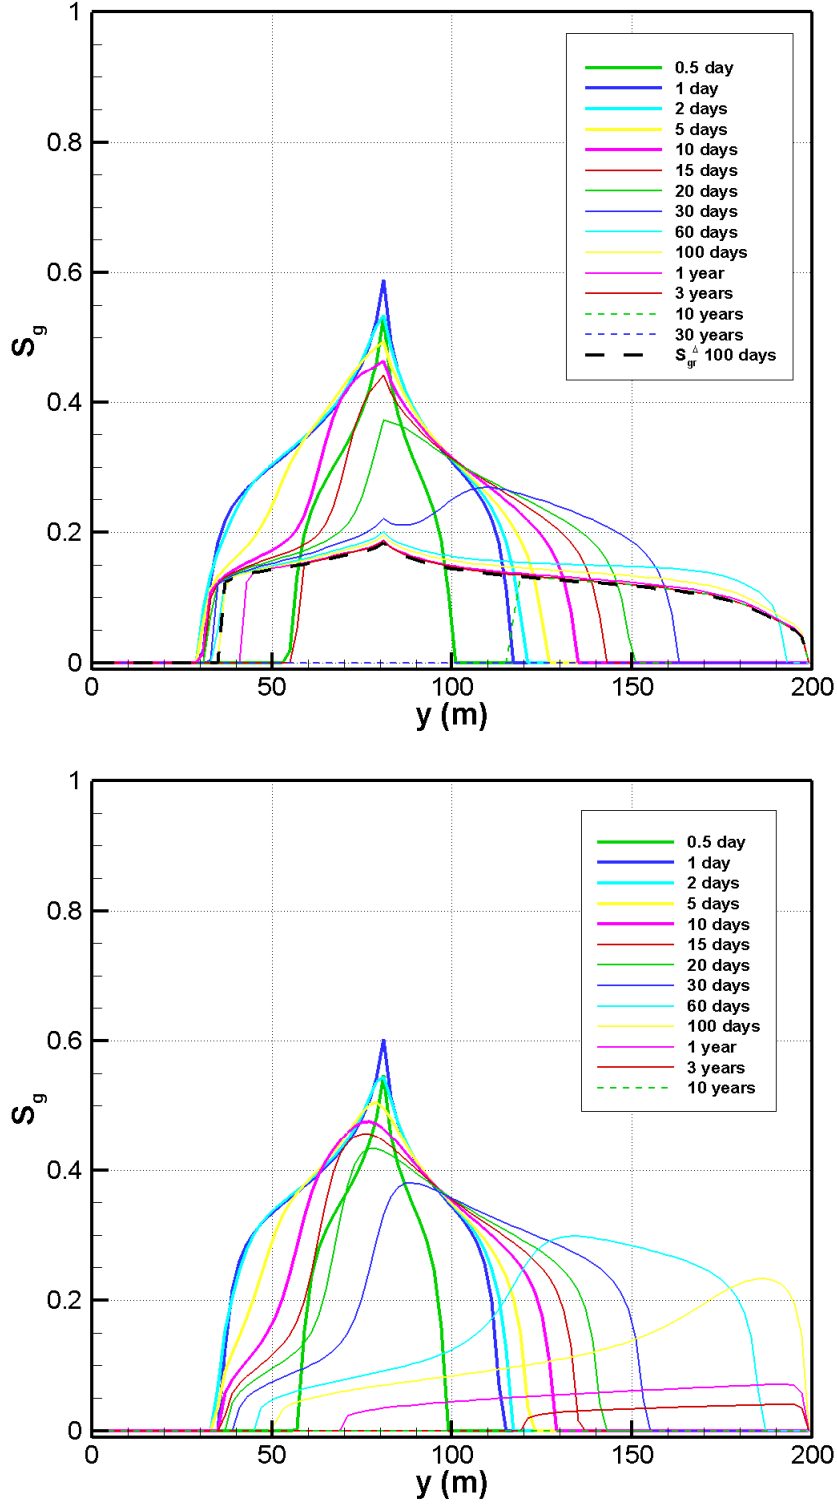 1
0.8
0.6
0.4
0.2
0
S_g
0 50 100 150 200
y (m)
0.5 day
1 day
2 days
5 days
10 days
15 days
20 days
30 days
60 days
100 days
1 year
3 years
10 years
30 years
S_gr^Δ 100 days
1
0.8
0.6
0.4
0.2
0
S_g
0 50 100 150 200
y (m)
0.5 day
1 day
2 days
5 days
10 days
15 days
20 days
30 days
60 days
100 days
1 year
3 years
10 years